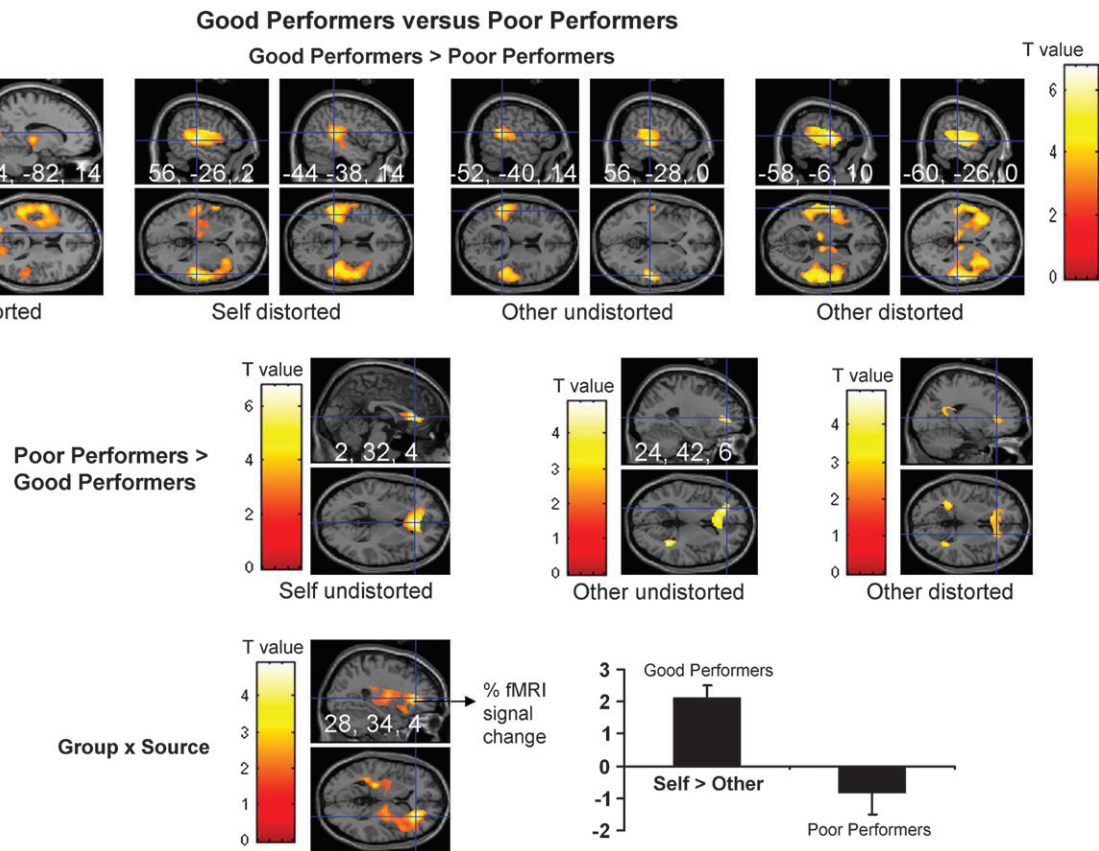 Good Performers versus Poor Performers
Good Performers > Poor Performers
T value
6
4
2
0
4, -82, 14
56, -26, 2
-44 -38, 14
-52, -40, 14
56, -28, 0
-58, -6, 10
-60, -26, 0
orted
Self distorted
Other undistorted
Other distorted
Poor Performers >
Good Performers
T value
6
4
2
0
2, 32, 4
Self undistorted
T value
4
3
2
1
0
24, 42, 6
Other undistorted
T value
4
3
2
1
0
Other distorted
Group x Source
T value
4
3
2
1
0
28, 34, 4
% fMRI
signal
change
3
2
1
0
-1
-2
Good Performers
Self > Other
Poor Performers